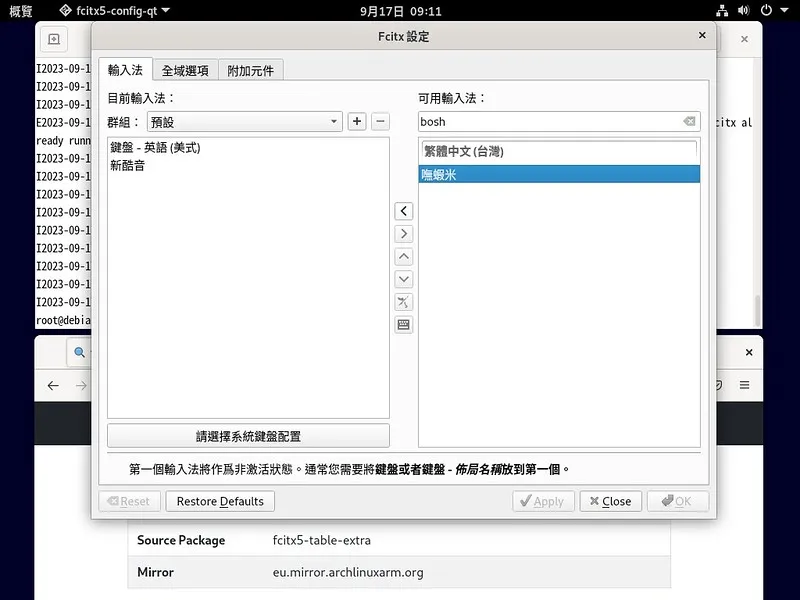 概覽
fcitx5-config-qt
9月17日 09:11
Fcitx 設定
輸入法
全域選項
附加元件
目前輸入法：
群組：
預設
鍵盤 - 英語 (美式)
新酷音
請選擇系統鍵盤配置
可用輸入法：
bosh
繁體中文 (台灣)
嘸蝦米
第一個輸入法將作爲非激活狀態。通常您需要將鍵盤或者鍵盤 - 佈局名稱放到第一個。
Reset
Restore Defaults
Apply
Close
OK
I2023-09-1
I2023-09-1
I2023-09-1
E2023-09-1
citx al
ready runn
I2023-09-1
I2023-09-1
I2023-09-1
I2023-09-1
I2023-09-1
I2023-09-1
I2023-09-1
I2023-09-1
I2023-09-1
root@debia
Source Package
fcitx5-table-extra
Mirror
eu.mirror.archlinuxarm.org